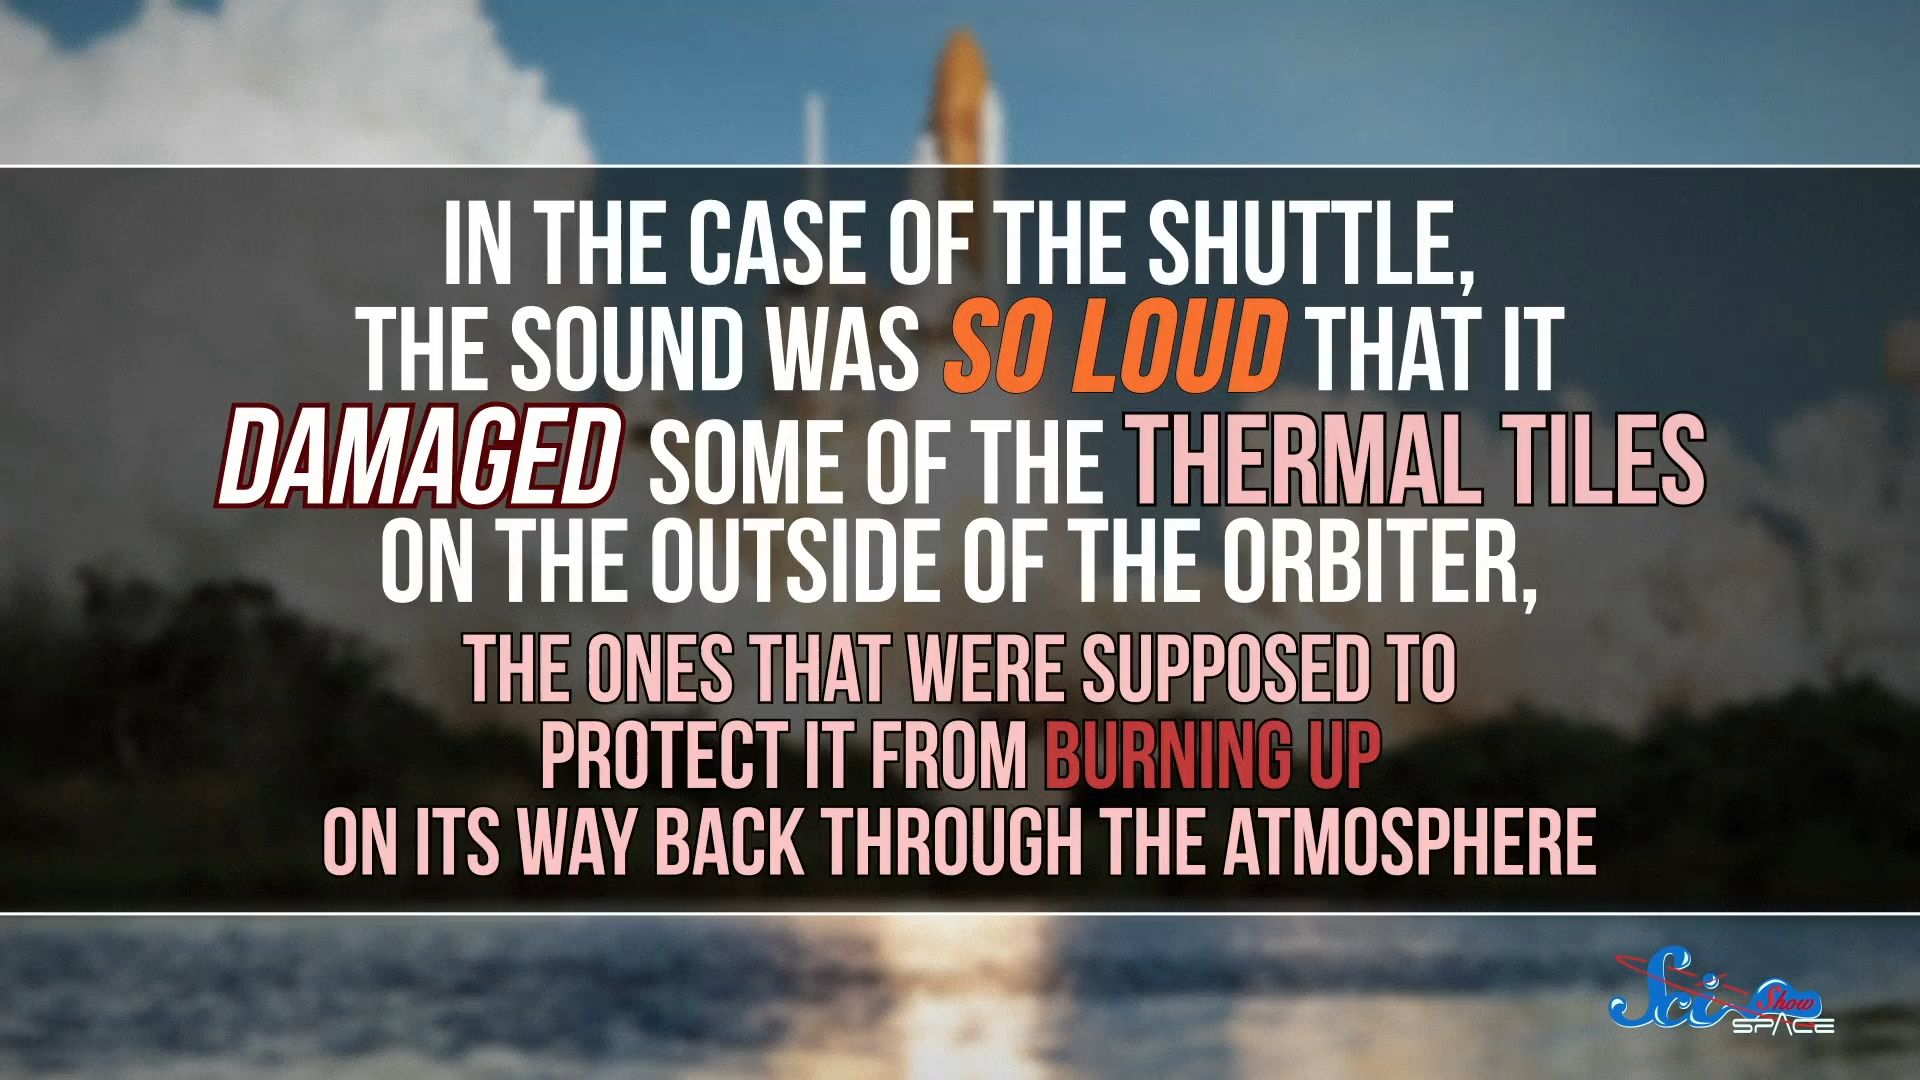 IN THE CASE OF THE SHUTTLE,
THE SOUND WAS SO LOUD THAT IT
DAMAGED SOME OF THE THERMAL TILES
ON THE OUTSIDE OF THE ORBITER,
THE ONES THAT WERE SUPPOSED TO
PROTECT IT FROM BURNING UP
ON ITS WAY BACK THROUGH THE ATMOSPHERE
Sci Show
SPACE